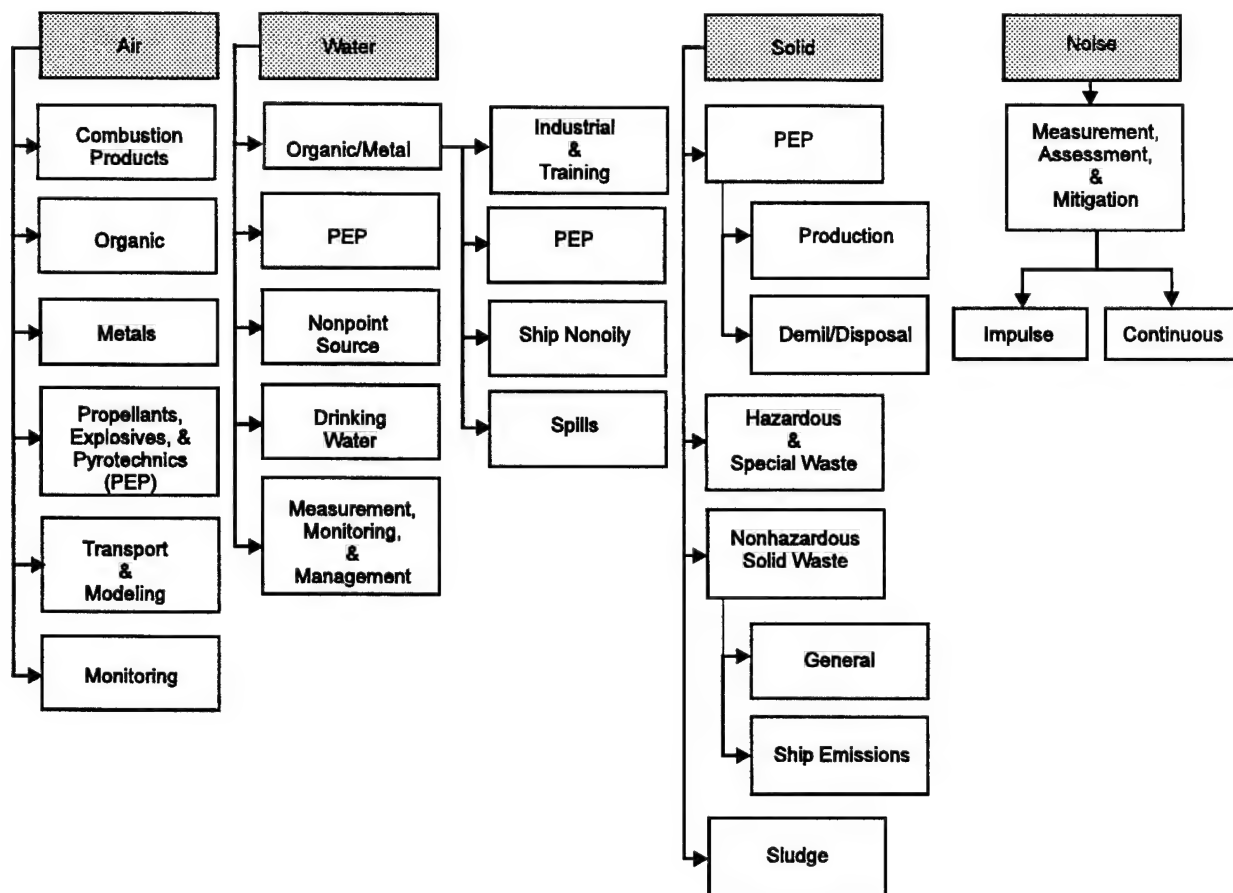 Air
Combustion
Products
Organic
Metals
Propellants,
Explosives, &
Pyrotechnics
(PEP)
Transport
&
Modeling
Monitoring
Water
Organic/Metal
PEP
Nonpoint
Source
Drinking
Water
Measurement,
Monitoring,
&
Management
Industrial
&
Training
PEP
Ship Nonoily
Spills
Solid
PEP
Production
Demil/Disposal
Hazardous
&
Special Waste
Nonhazardous
Solid Waste
General
Ship Emissions
Sludge
Noise
Measurement,
Assessment,
&
Mitigation
Impulse
Continuous